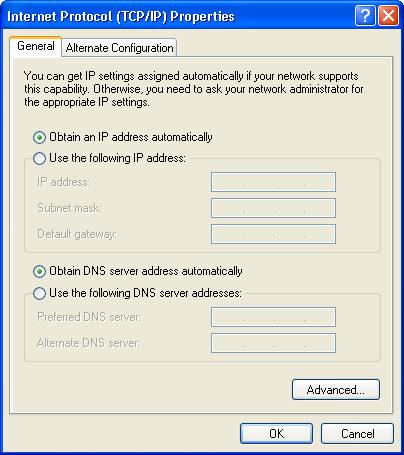 Internet Protocol (TCP/IP) Properties
General
Alternate Configuration
You can get IP settings assigned automatically if your network supports
this capability. Otherwise, you need to ask your network administrator for
the appropriate IP settings.
Obtain an IP address automatically
Use the following IP address:
IP address:
Subnet mask:
Default gateway:
Obtain DNS server address automatically
Use the following DNS server addresses:
Preferred DNS server:
Alternate DNS server:
Advanced...
OK
Cancel